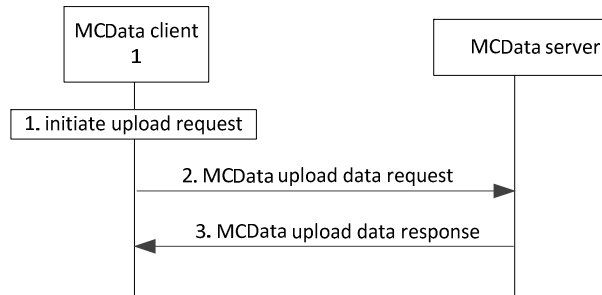 MCData client
1
MCData server
1. initiate upload request
2. MCData upload data request
3. MCData upload data response